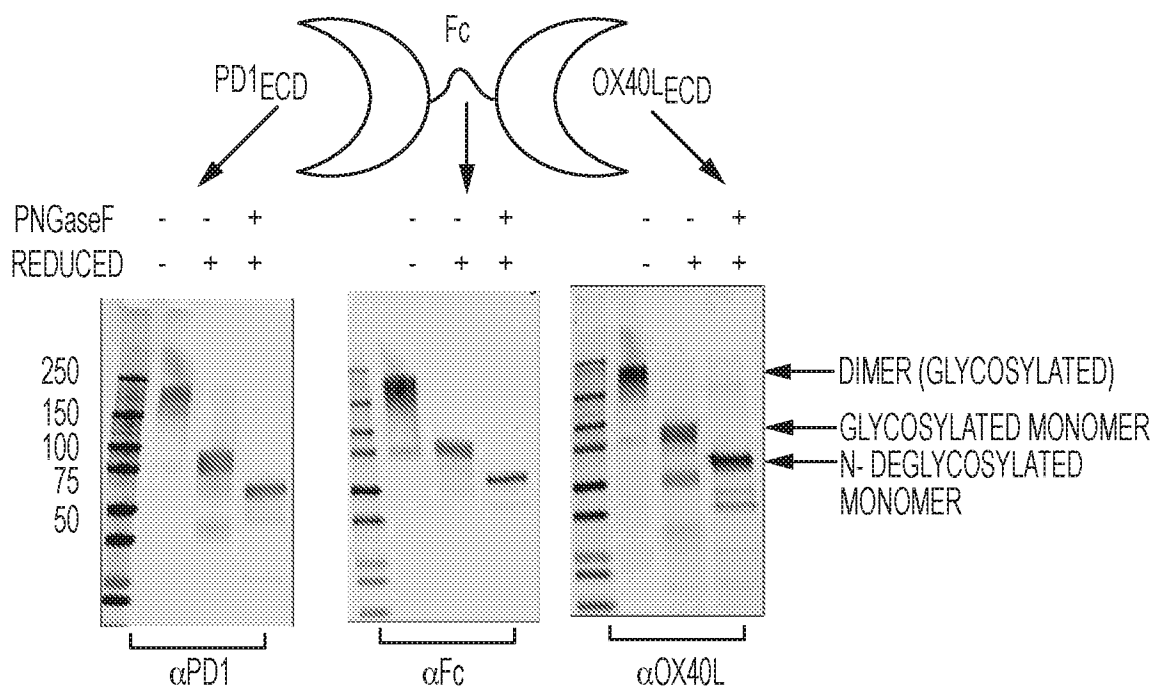 Fc
PD1ECD
OX40LECD
PNGaseF - - + - - + - - +
REDUCED - + + - + + - + +
250
150
100
75
50
DIMER (GLYCOSYLATED)
GLYCOSYLATED MONOMER
N- DEGLYCOSYLATED
MONOMER
αPD1
αFc
αOX40L